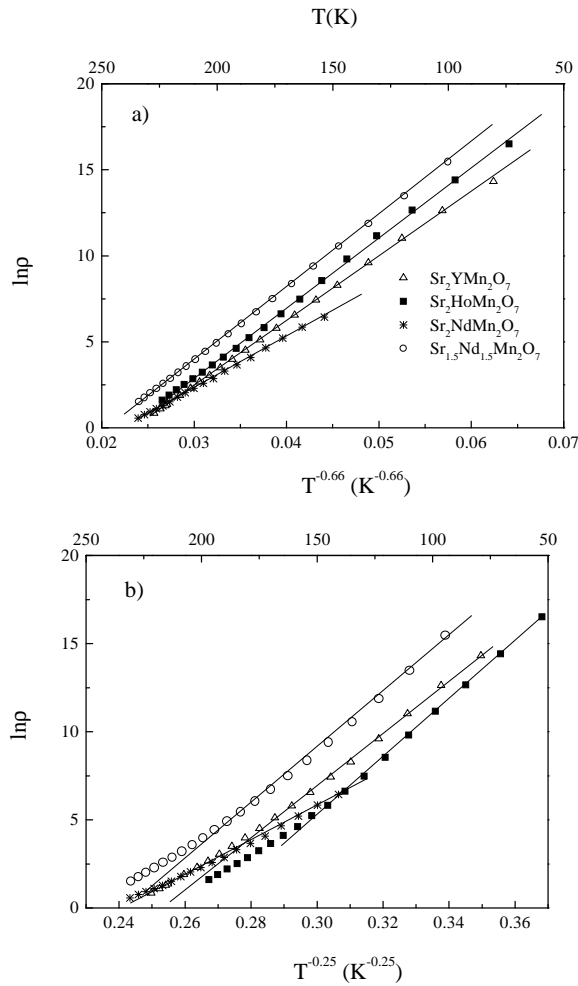 T(K)
250 200 150 100 50
a)
20
15
10
5
0
lnρ
Sr₂YMn₂O₇
Sr₂HoMn₂O₇
Sr₂NdMn₂O₇
Sr₁.₅Nd₁.₅Mn₂O₇
0.02 0.03 0.04 0.05 0.06 0.07
T⁻⁰·⁶⁶ (K⁻⁰·⁶⁶)
250 200 150 100 50
b)
20
15
10
5
0
lnρ
0.24 0.26 0.28 0.30 0.32 0.34 0.36
T⁻⁰·²⁵ (K⁻⁰·²⁵)